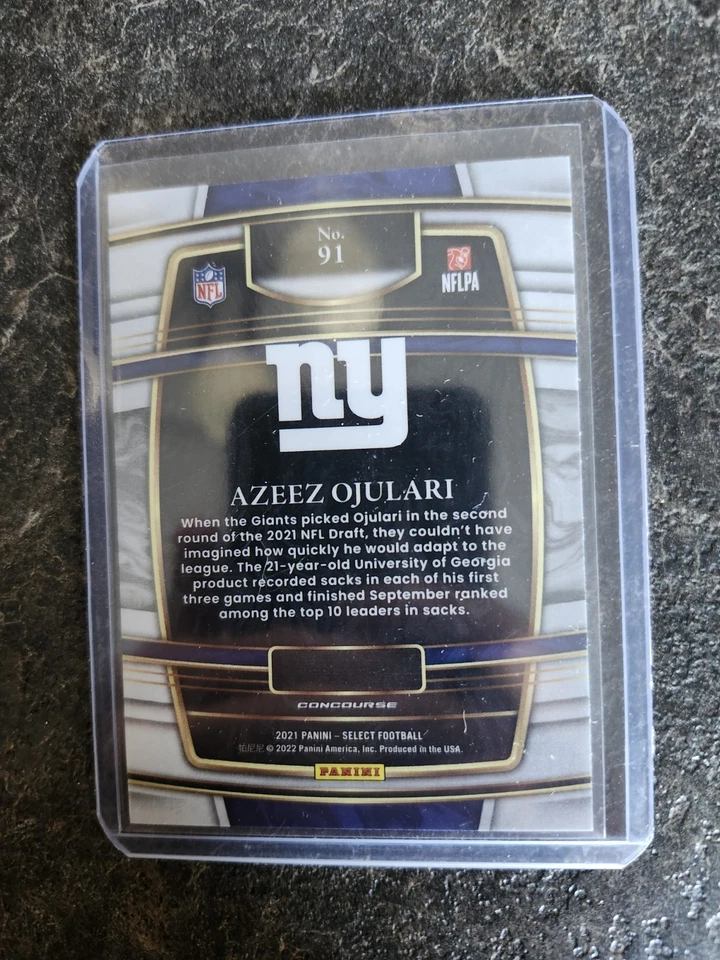 No.
91
NFL
NFLPA
ny
AZEEZ OJULARI
When the Giants picked Ojulari in the second
round of the 2021 NFL Draft, they couldn't have
imagined how quickly he would adapt to the
league. The 21-year-old University of Georgia
product recorded sacks in each of his first
three games and finished September ranked
among the top 10 leaders in sacks.
CONCOURSE
2021 PANINI – SELECT FOOTBALL
帕尼尼 © 2022 Panini America, Inc. Produced in the USA.
PANINI